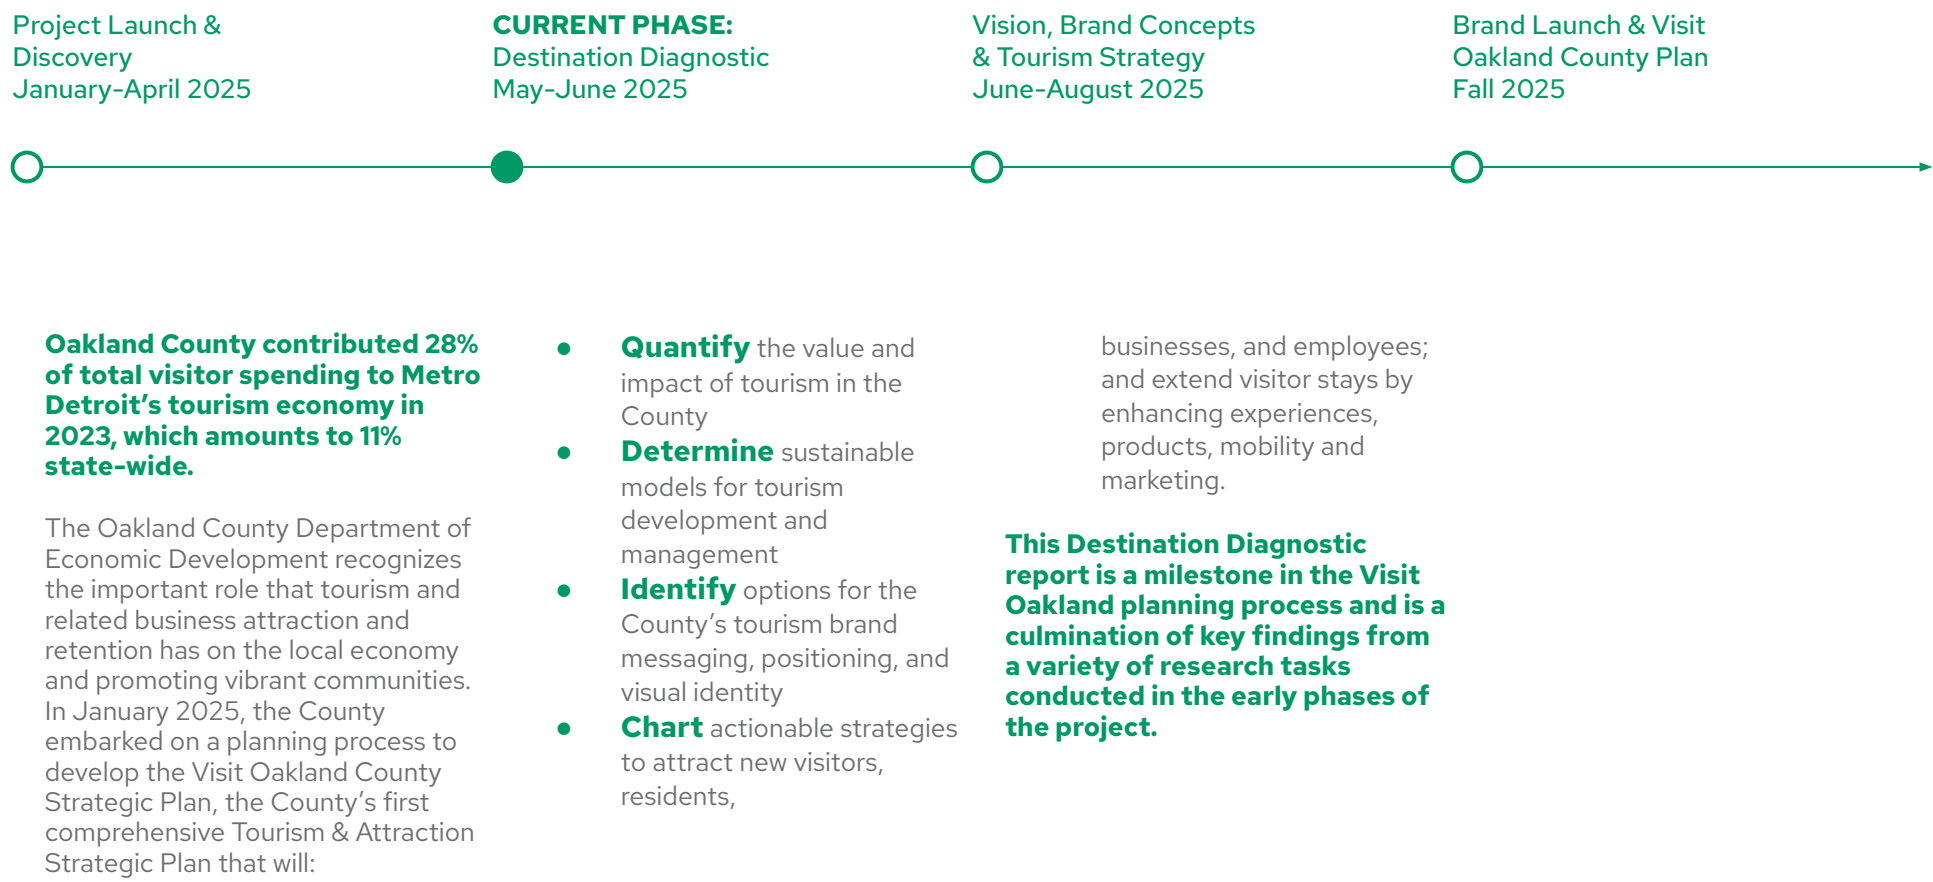 Project Launch &
Discovery
January-April 2025
CURRENT PHASE:
Destination Diagnostic
May-June 2025
Vision, Brand Concepts
& Tourism Strategy
June-August 2025
Brand Launch & Visit
Oakland County Plan
Fall 2025
Oakland County contributed 28%
of total visitor spending to Metro
Detroit’s tourism economy in
2023, which amounts to 11%
state-wide.
The Oakland County Department of
Economic Development recognizes
the important role that tourism and
related business attraction and
retention has on the local economy
and promoting vibrant communities.
In January 2025, the County
embarked on a planning process to
develop the Visit Oakland County
Strategic Plan, the County’s first
comprehensive Tourism & Attraction
Strategic Plan that will:
● Quantify the value and
impact of tourism in the
County
● Determine sustainable
models for tourism
development and
management
● Identify options for the
County’s tourism brand
messaging, positioning, and
visual identity
● Chart actionable strategies
to attract new visitors,
residents,
businesses, and employees;
and extend visitor stays by
enhancing experiences,
products, mobility and
marketing.
This Destination Diagnostic
report is a milestone in the Visit
Oakland planning process and is a
culmination of key findings from
a variety of research tasks
conducted in the early phases of
the project.